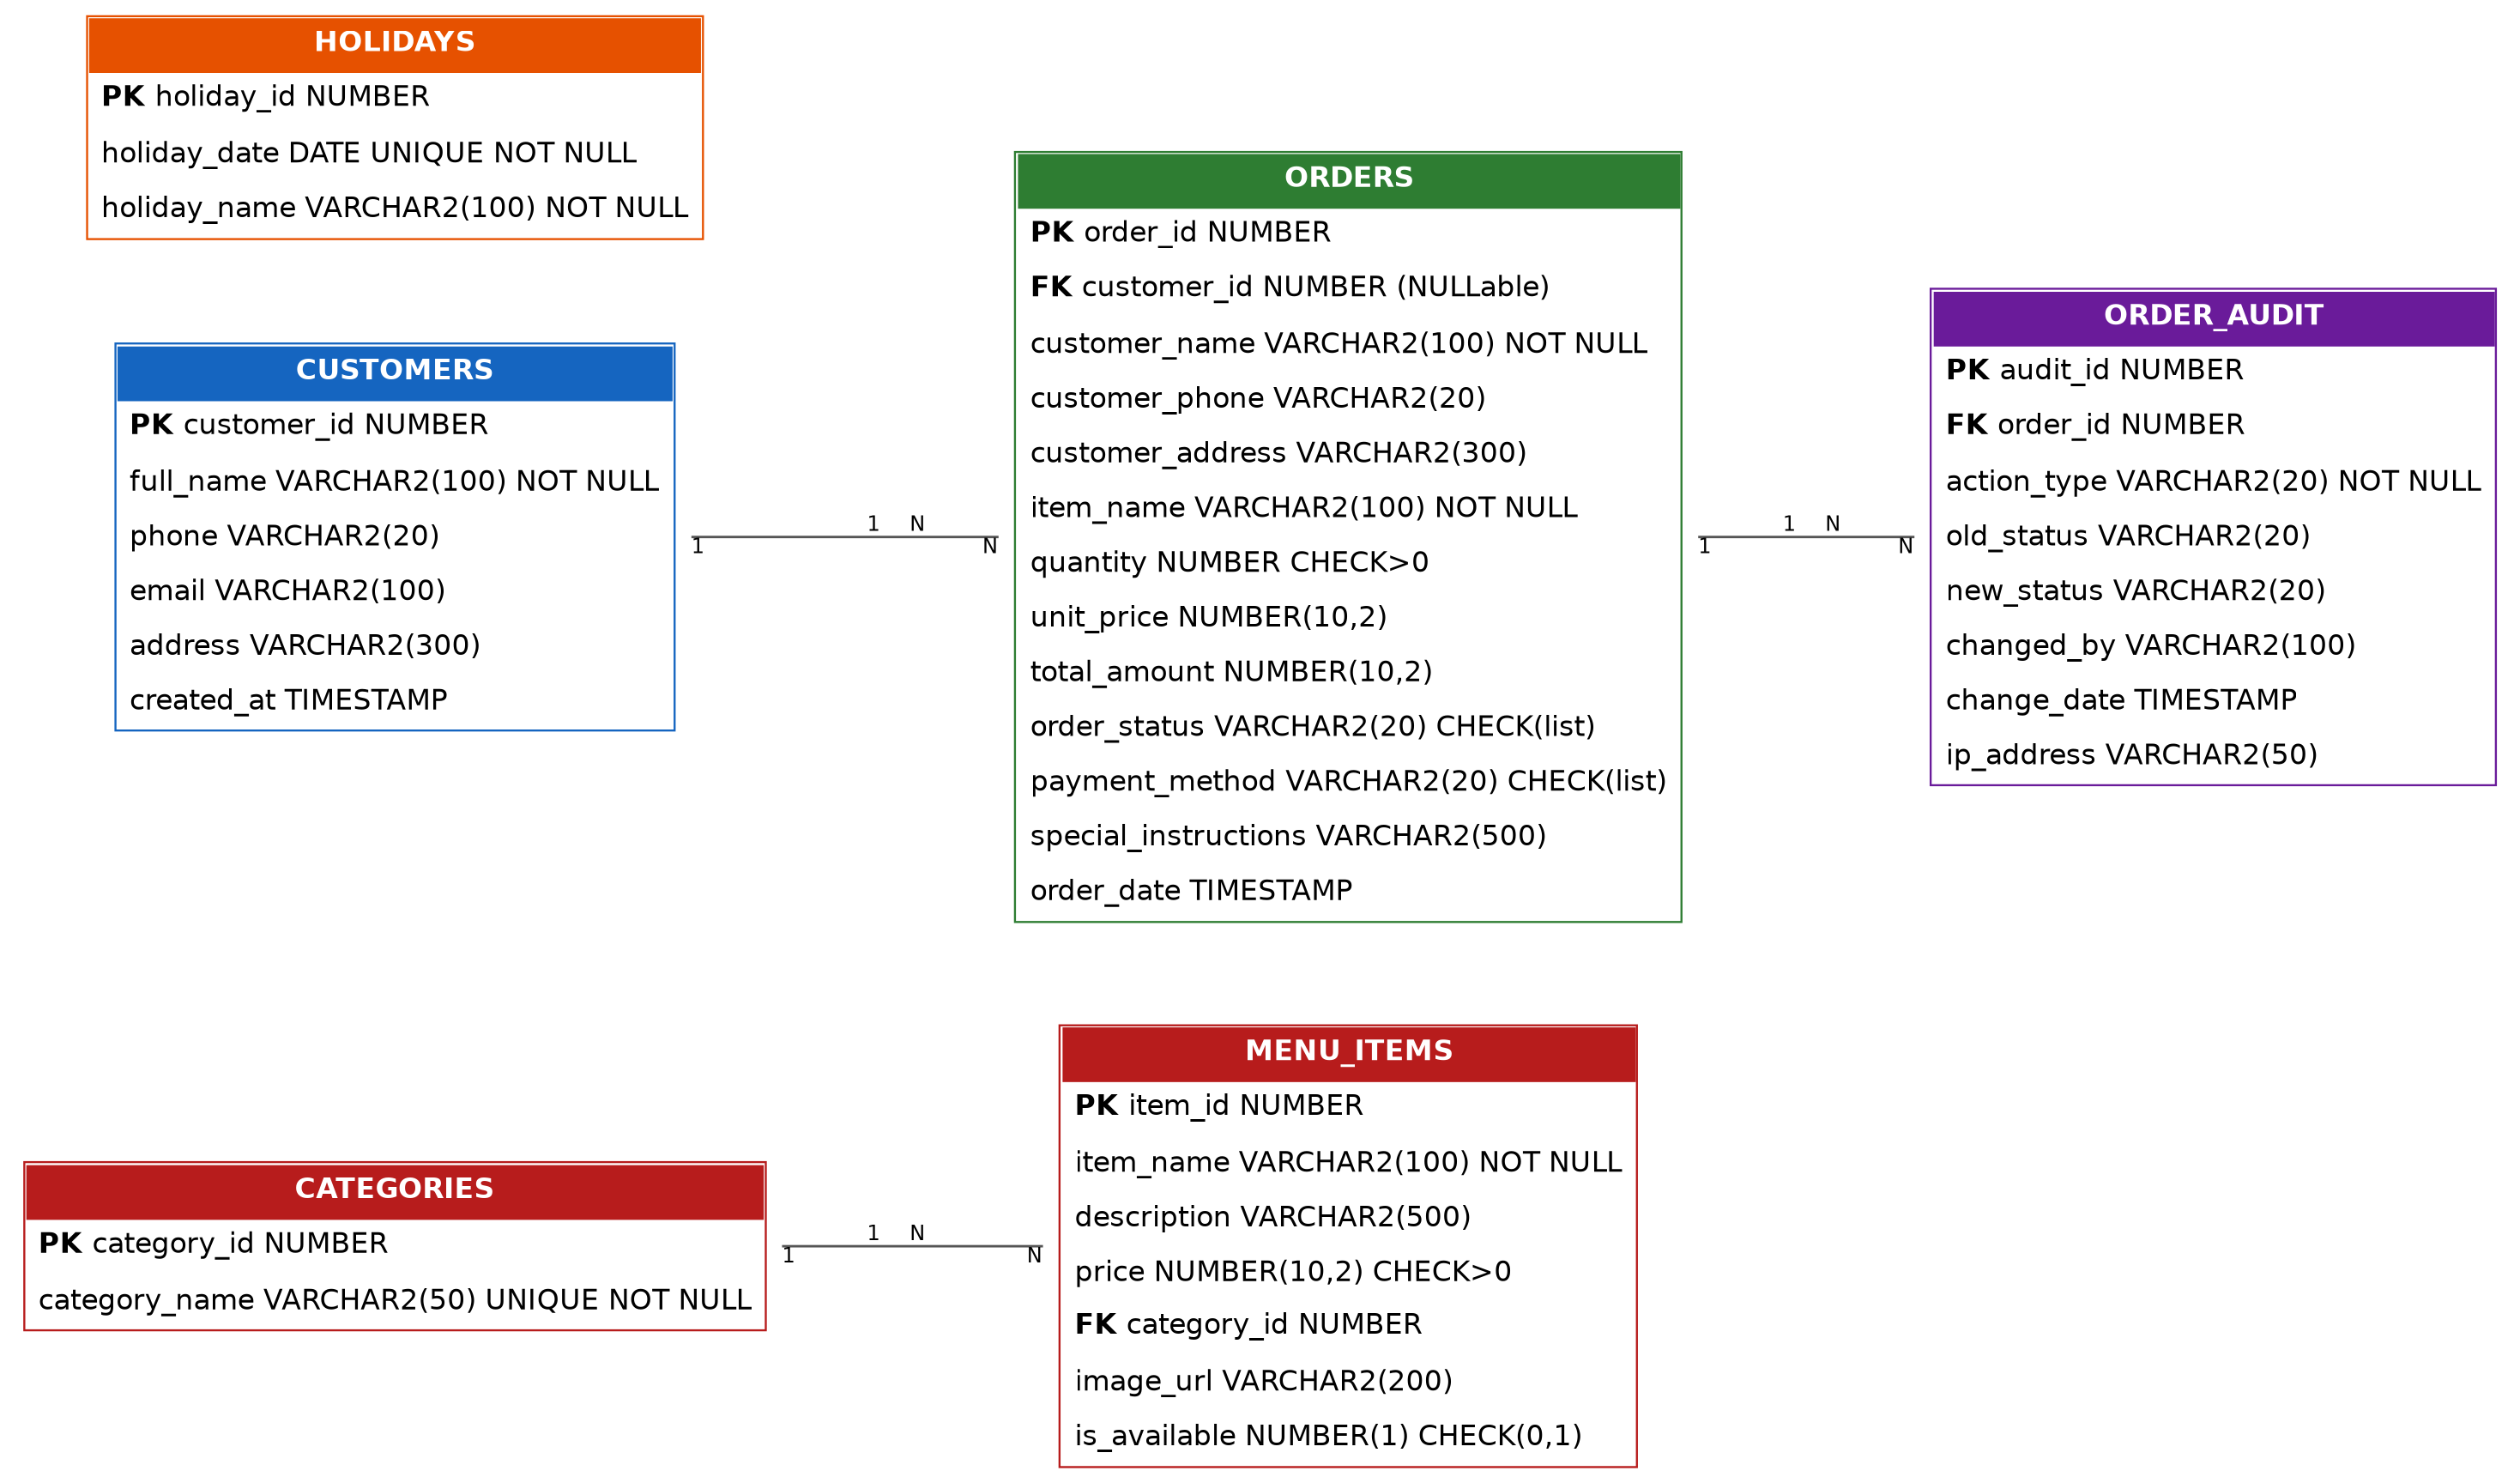 HOLIDAYS
PK holiday_id NUMBER
holiday_date DATE UNIQUE NOT NULL
holiday_name VARCHAR2(100) NOT NULL
CUSTOMERS
PK customer_id NUMBER
full_name VARCHAR2(100) NOT NULL
phone VARCHAR2(20)
email VARCHAR2(100)
address VARCHAR2(300)
created_at TIMESTAMP
1 N
1 N
ORDERS
PK order_id NUMBER
FK customer_id NUMBER (NULLable)
customer_name VARCHAR2(100) NOT NULL
customer_phone VARCHAR2(20)
customer_address VARCHAR2(300)
item_name VARCHAR2(100) NOT NULL
quantity NUMBER CHECK>0
unit_price NUMBER(10,2)
total_amount NUMBER(10,2)
order_status VARCHAR2(20) CHECK(list)
payment_method VARCHAR2(20) CHECK(list)
special_instructions VARCHAR2(500)
order_date TIMESTAMP
1 N
1 N
ORDER_AUDIT
PK audit_id NUMBER
FK order_id NUMBER
action_type VARCHAR2(20) NOT NULL
old_status VARCHAR2(20)
new_status VARCHAR2(20)
changed_by VARCHAR2(100)
change_date TIMESTAMP
ip_address VARCHAR2(50)
CATEGORIES
PK category_id NUMBER
category_name VARCHAR2(50) UNIQUE NOT NULL
1 N
1 N
MENU_ITEMS
PK item_id NUMBER
item_name VARCHAR2(100) NOT NULL
description VARCHAR2(500)
price NUMBER(10,2) CHECK>0
FK category_id NUMBER
image_url VARCHAR2(200)
is_available NUMBER(1) CHECK(0,1)